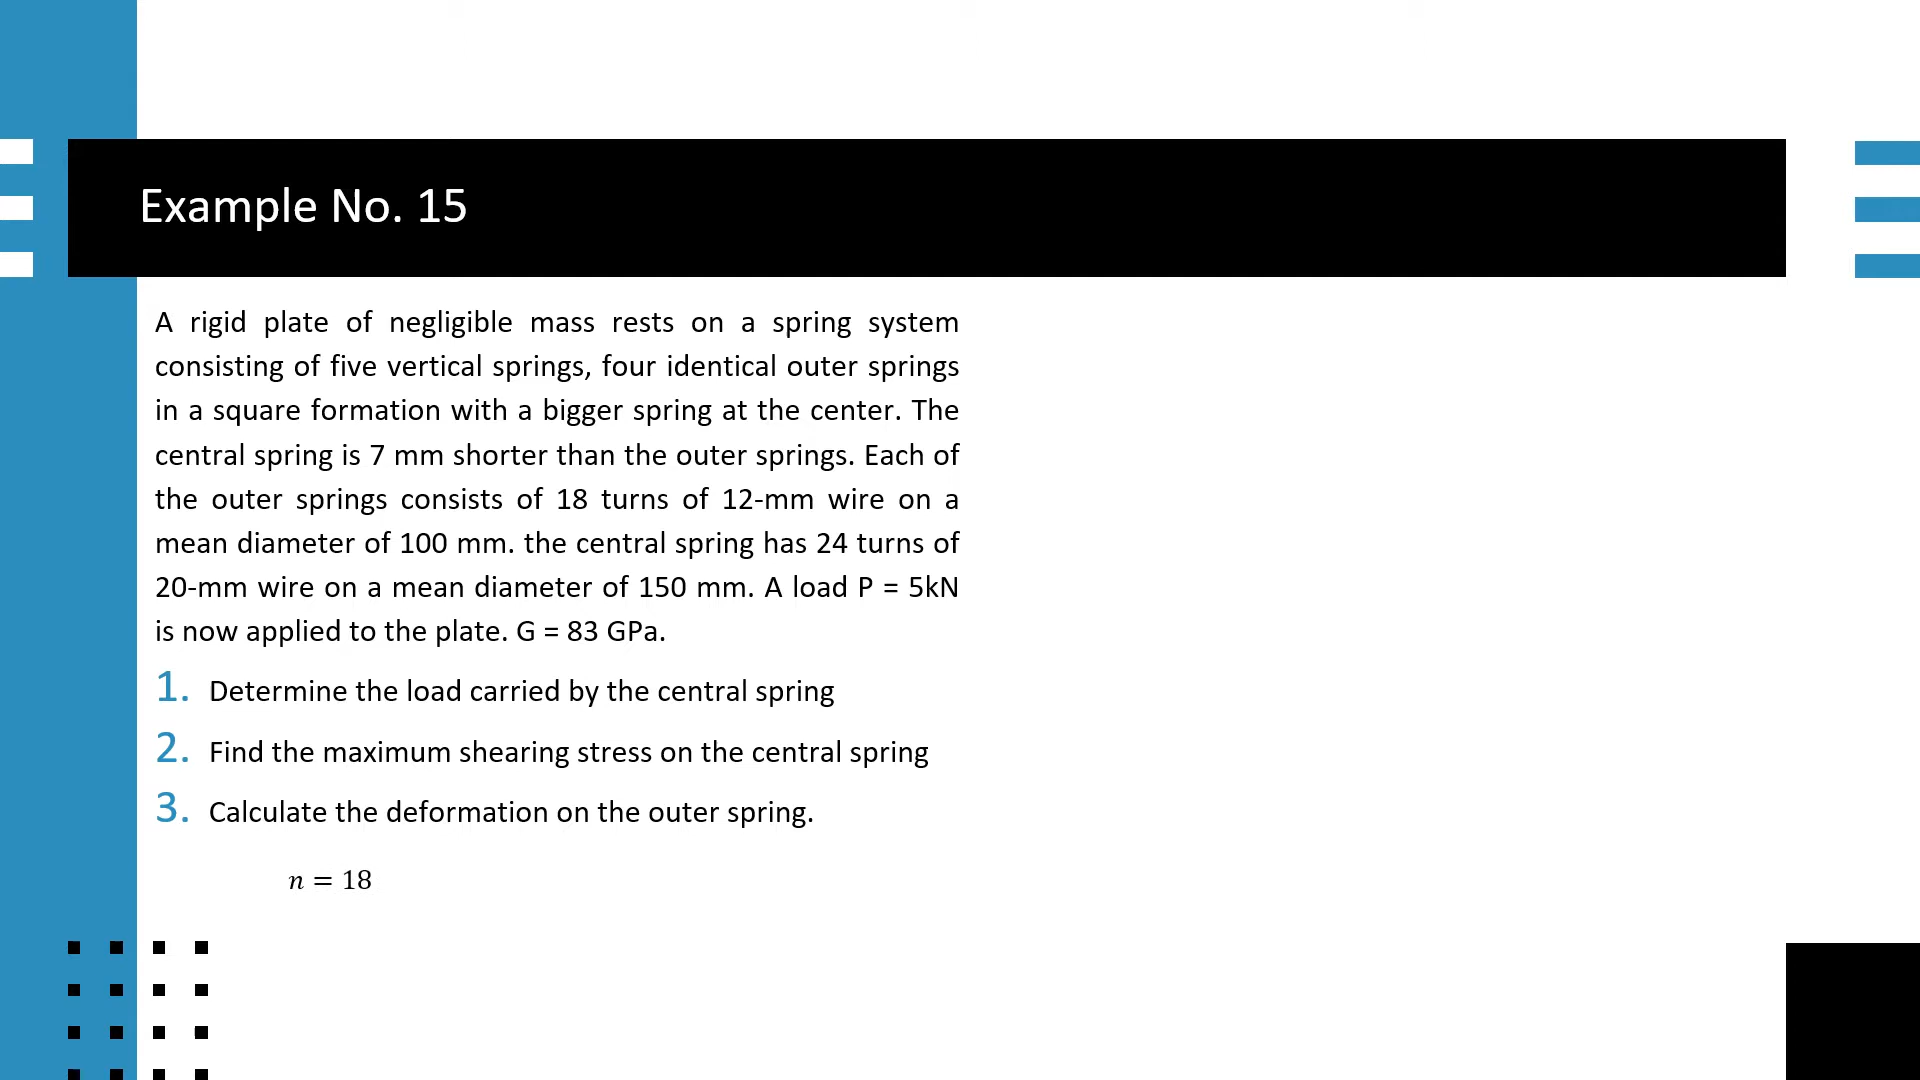 Example No. 15
A rigid plate of negligible mass rests on a spring system
consisting of five vertical springs, four identical outer springs
in a square formation with a bigger spring at the center. The
central spring is 7 mm shorter than the outer springs. Each of
the outer springs consists of 18 turns of 12-mm wire on a
mean diameter of 100 mm. the central spring has 24 turns of
20-mm wire on a mean diameter of 150 mm. A load P = 5kN
is now applied to the plate. G = 83 GPa.
1. Determine the load carried by the central spring
2. Find the maximum shearing stress on the central spring
3. Calculate the deformation on the outer spring.
n = 18